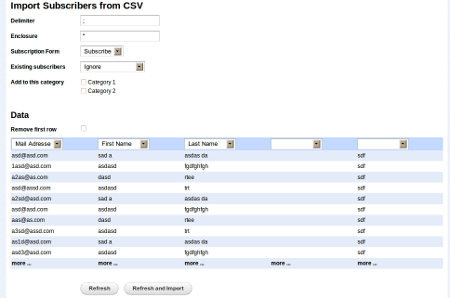 Import Subscribers from CSV
Delimiter ;
Enclosure "
Subscription Form Subscribe
Existing subscribers Ignore
Add to this category Category 1
Category 2
Data
Remove first row
Mail Adresse First Name Last Name
asd@asd.com sad a asdas da sdf
1asd@asd.com asdasd fgdfghfgh sdf
a2as@as.com dasd rtee sdf
asd@assd.com asdasd trt sdf
a2sd@asd.com sad a asdas da sdf
asd@asd.com asdasd fgdfghfgh sdf
aas@as.com dasd rtee sdf
a3sd@assd.com asdasd trt sdf
as1d@asd.com sad a asdas da sdf
asd3@asd.com asdasd fgdfghfgh sdf
more ... more ... more ... more ... more ...
Refresh Refresh and Import